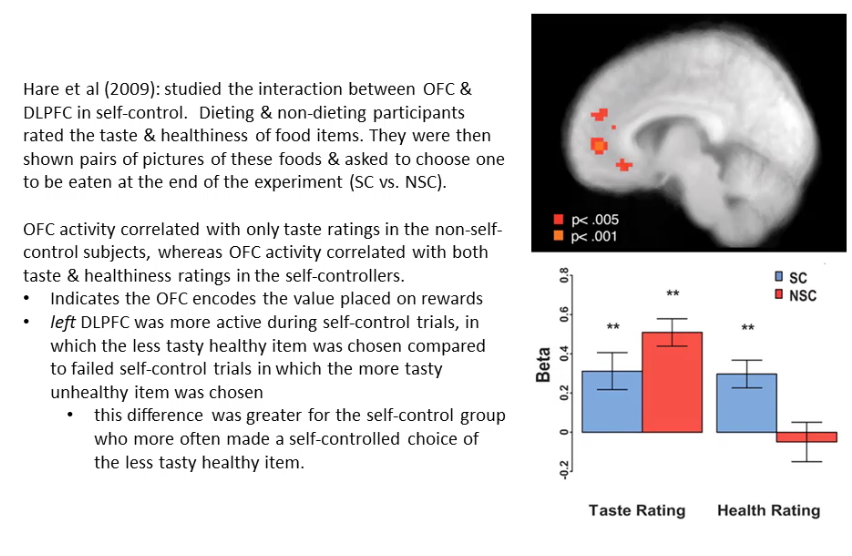 Hare et al (2009): studied the interaction between OFC &
DLPFC in self-control.  Dieting & non-dieting participants
rated the taste & healthiness of food items. They were then
shown pairs of pictures of these foods & asked to choose one
to be eaten at the end of the experiment (SC vs. NSC).
OFC activity correlated with only taste ratings in the non-self-
control subjects, whereas OFC activity correlated with both
taste & healthiness ratings in the self-controllers.
• Indicates the OFC encodes the value placed on rewards
• left DLPFC was more active during self-control trials, in
which the less tasty healthy item was chosen compared
to failed self-control trials in which the more tasty
unhealthy item was chosen
• this difference was greater for the self-control group
who more often made a self-controlled choice of
the less tasty healthy item.
p< .005
p< .001
SC
NSC
Beta
0.8
0.6
0.4
0.2
0
-0.2
**
**
**
Taste Rating
Health Rating